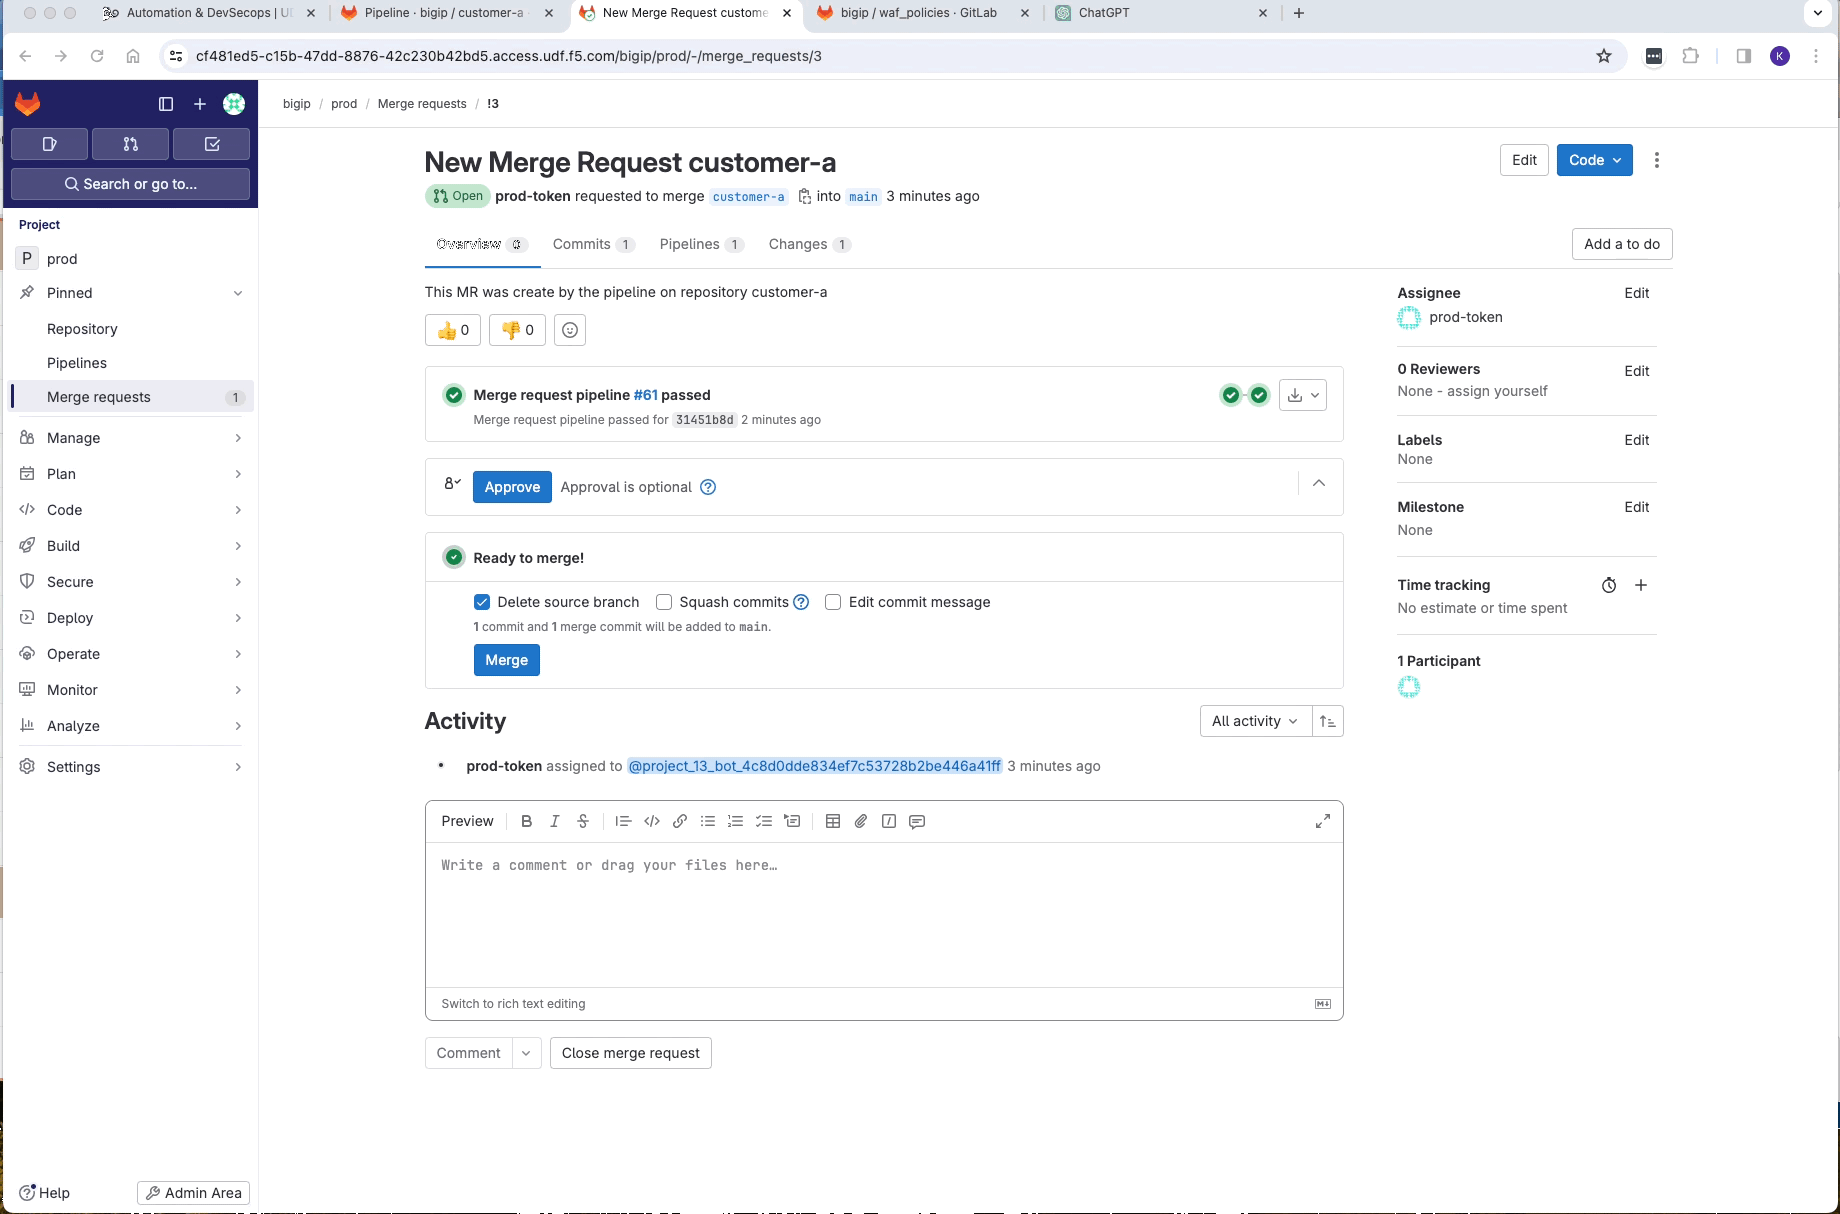 Automation & DevSecops | U
Pipeline · bigip / customer-a
New Merge Request custome
bigip / waf_policies · GitLab
ChatGPT
cf481ed5-c15b-47dd-8876-42c230b42bd5.access.udf.f5.com/bigip/prod/-/merge_requests/3
K
bigip / prod / Merge requests / !3
Search or go to...
Project
P prod
Pinned
Repository
Pipelines
Merge requests 1
Manage
Plan
Code
Build
Secure
Deploy
Operate
Monitor
Analyze
Settings
Help
Admin Area
New Merge Request customer-a
Edit
Code
Open prod-token requested to merge customer-a into main 3 minutes ago
Overview 0 Commits 1 Pipelines 1 Changes 1
Add a to do
This MR was create by the pipeline on repository customer-a
0 0
Merge request pipeline #61 passed
Merge request pipeline passed for 31451b8d 2 minutes ago
Approve Approval is optional
Ready to merge!
Delete source branch Squash commits Edit commit message
1 commit and 1 merge commit will be added to main.
Merge
Activity
All activity
prod-token assigned to @project_13_bot_4c8d0dde834ef7c53728b2be446a41ff 3 minutes ago
Preview
Write a comment or drag your files here…
Switch to rich text editing
Comment
Close merge request
Assignee Edit
prod-token
0 Reviewers Edit
None - assign yourself
Labels Edit
None
Milestone Edit
None
Time tracking
No estimate or time spent
1 Participant